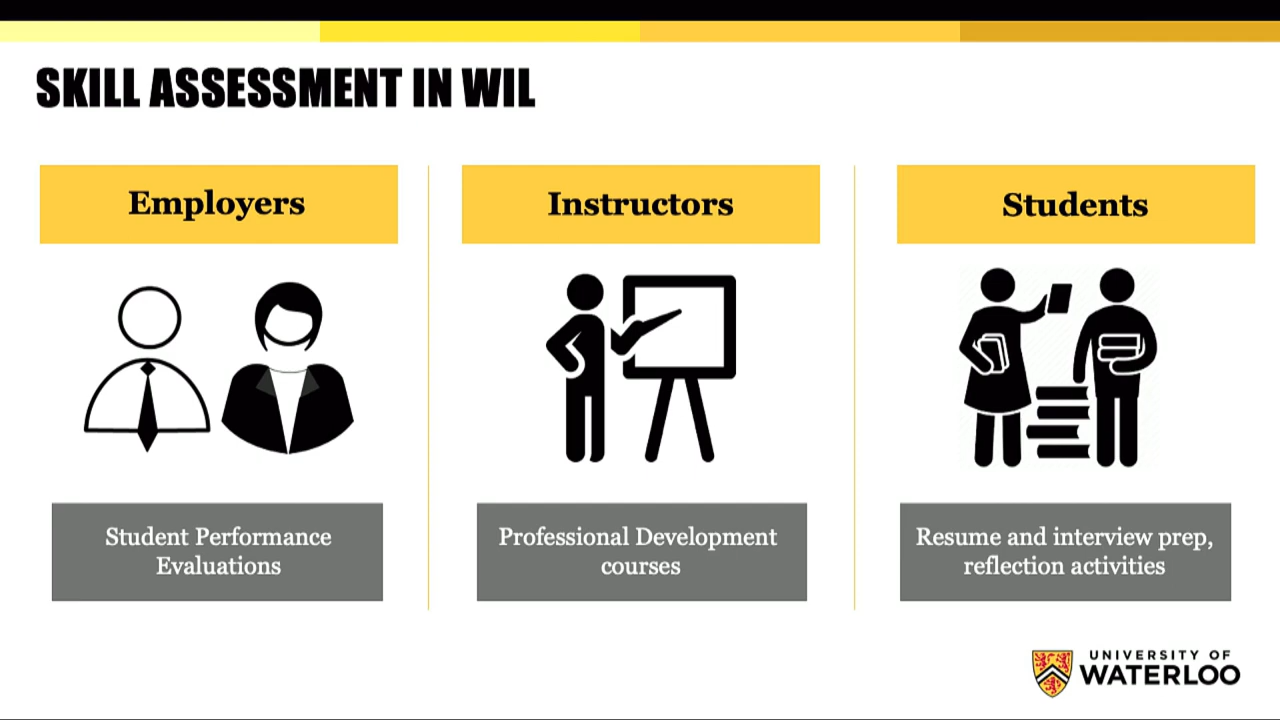 SKILL ASSESSMENT IN WIL
Employers
Student Performance
Evaluations
Instructors
Professional Development
courses
Students
Resume and interview prep,
reflection activities
UNIVERSITY OF
WATERLOO